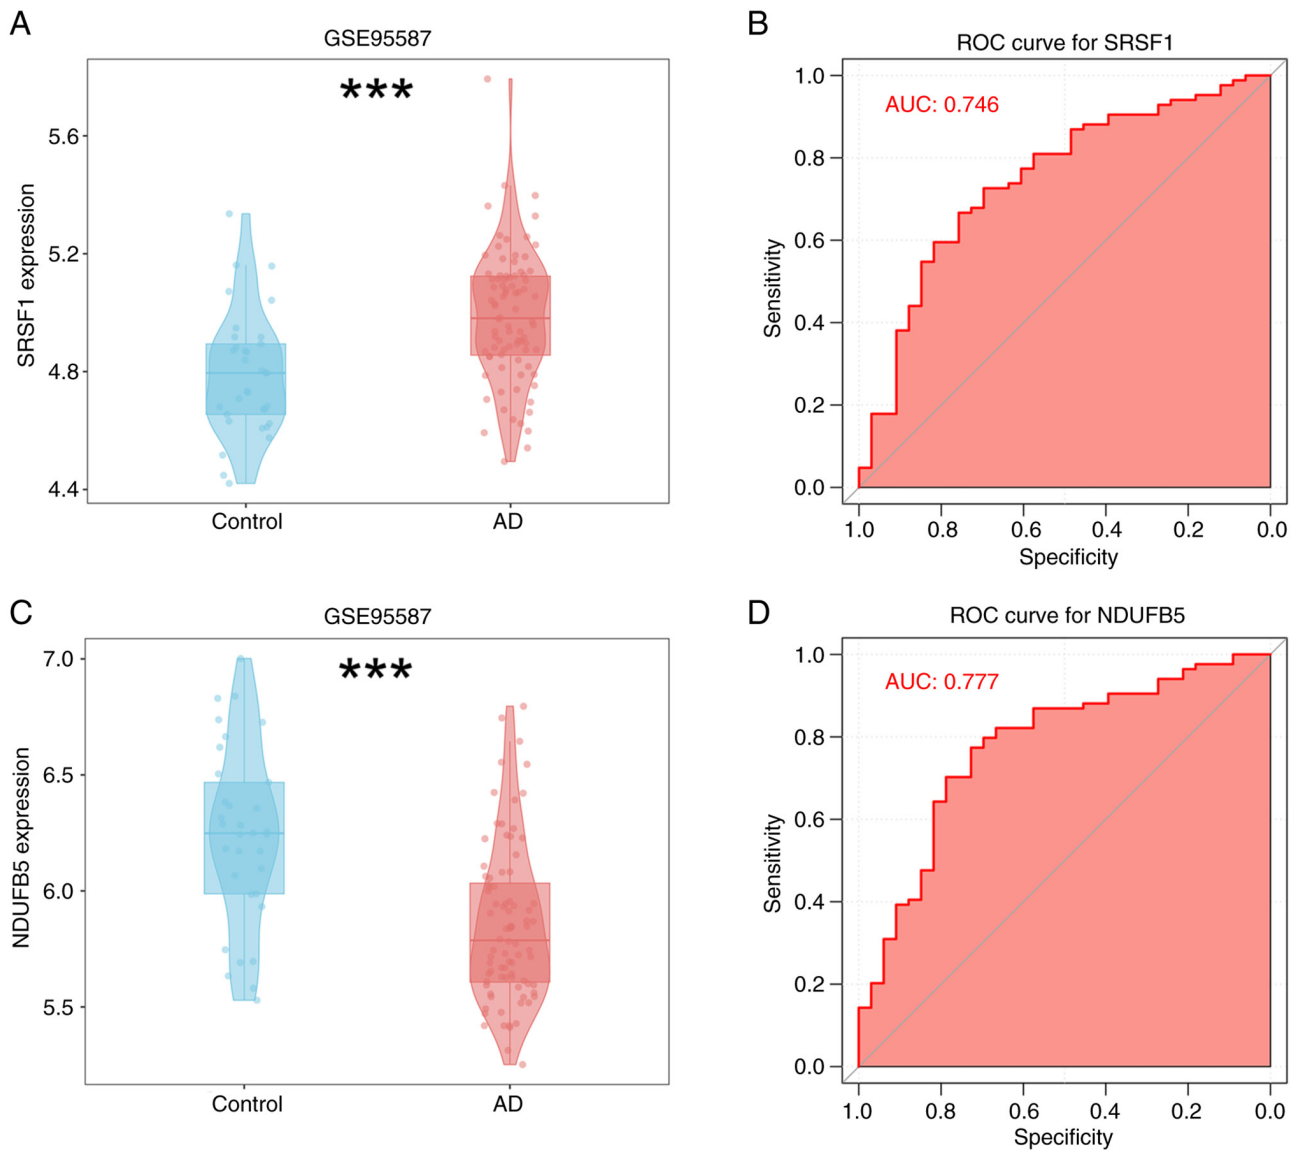 A
GSE95587
***
SRSF1 expression
5.6
5.2
4.8
4.4
Control
AD
B
ROC curve for SRSF1
AUC: 0.746
Sensitivity
1.0
0.8
0.6
0.4
0.2
0.0
1.0 0.8 0.6 0.4 0.2 0.0
Specificity
C
GSE95587
***
NDUFB5 expression
7.0
6.5
6.0
5.5
Control
AD
D
ROC curve for NDUFB5
AUC: 0.777
Sensitivity
1.0
0.8
0.6
0.4
0.2
0.0
1.0 0.8 0.6 0.4 0.2 0.0
Specificity